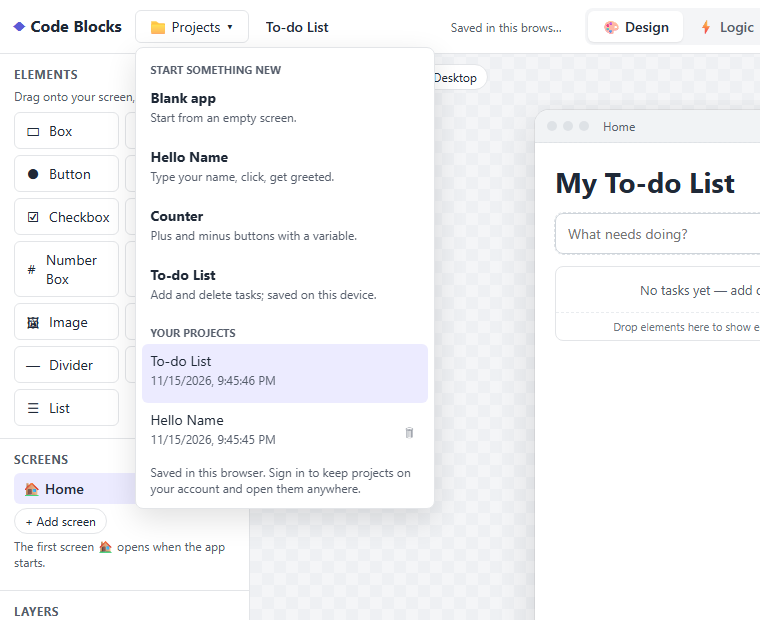 Code Blocks
Projects
To-do List
Saved in this brows...
Design
Logic
ELEMENTS
Drag onto your screen,
Box
Button
Checkbox
Number
Box
Image
Divider
List
SCREENS
Home
+ Add screen
The first screen opens when the app
starts.
LAYERS
START SOMETHING NEW
Blank app
Start from an empty screen.
Hello Name
Type your name, click, get greeted.
Counter
Plus and minus buttons with a variable.
To-do List
Add and delete tasks; saved on this device.
YOUR PROJECTS
To-do List
11/15/2026, 9:45:46 PM
Hello Name
11/15/2026, 9:45:45 PM
Saved in this browser. Sign in to keep projects on
your account and open them anywhere.
Desktop
Home
My To-do List
What needs doing?
No tasks yet — add
Drop elements here to show